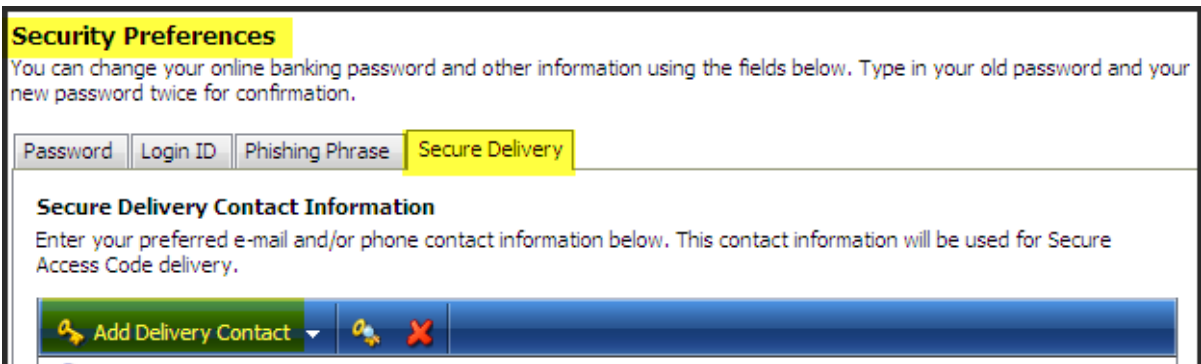 Security Preferences
You can change your online banking password and other information using the fields below. Type in your old password and your
new password twice for confirmation.
Password Login ID Phishing Phrase Secure Delivery
Secure Delivery Contact Information
Enter your preferred e-mail and/or phone contact information below. This contact information will be used for Secure
Access Code delivery.
Add Delivery Contact